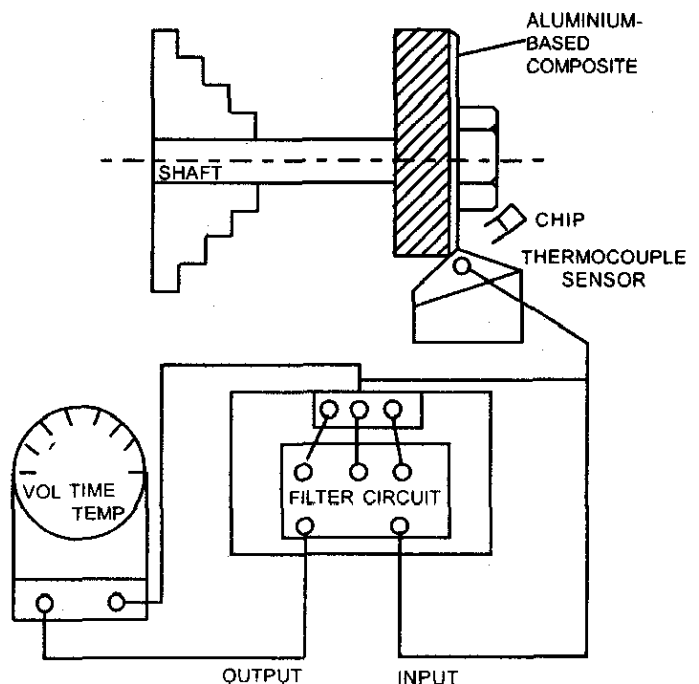 ALUMINIUM-
BASED
COMPOSITE
SHAFT
CHIP
THERMOCOUPLE
SENSOR
VOL TIME
TEMP
FILTER CIRCUIT
OUTPUT
INPUT